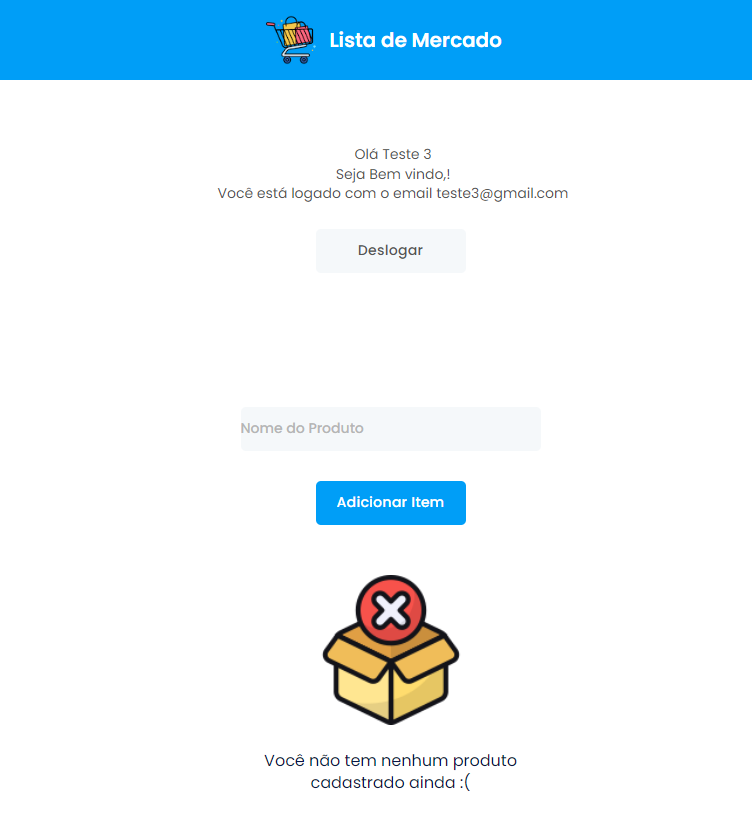 Lista de Mercado
Olá Teste 3
Seja Bem vindo,!
Você está logado com o email teste3@gmail.com
Deslogar
Nome do Produto
Adicionar Item
Você não tem nenhum produto
cadastrado ainda :(